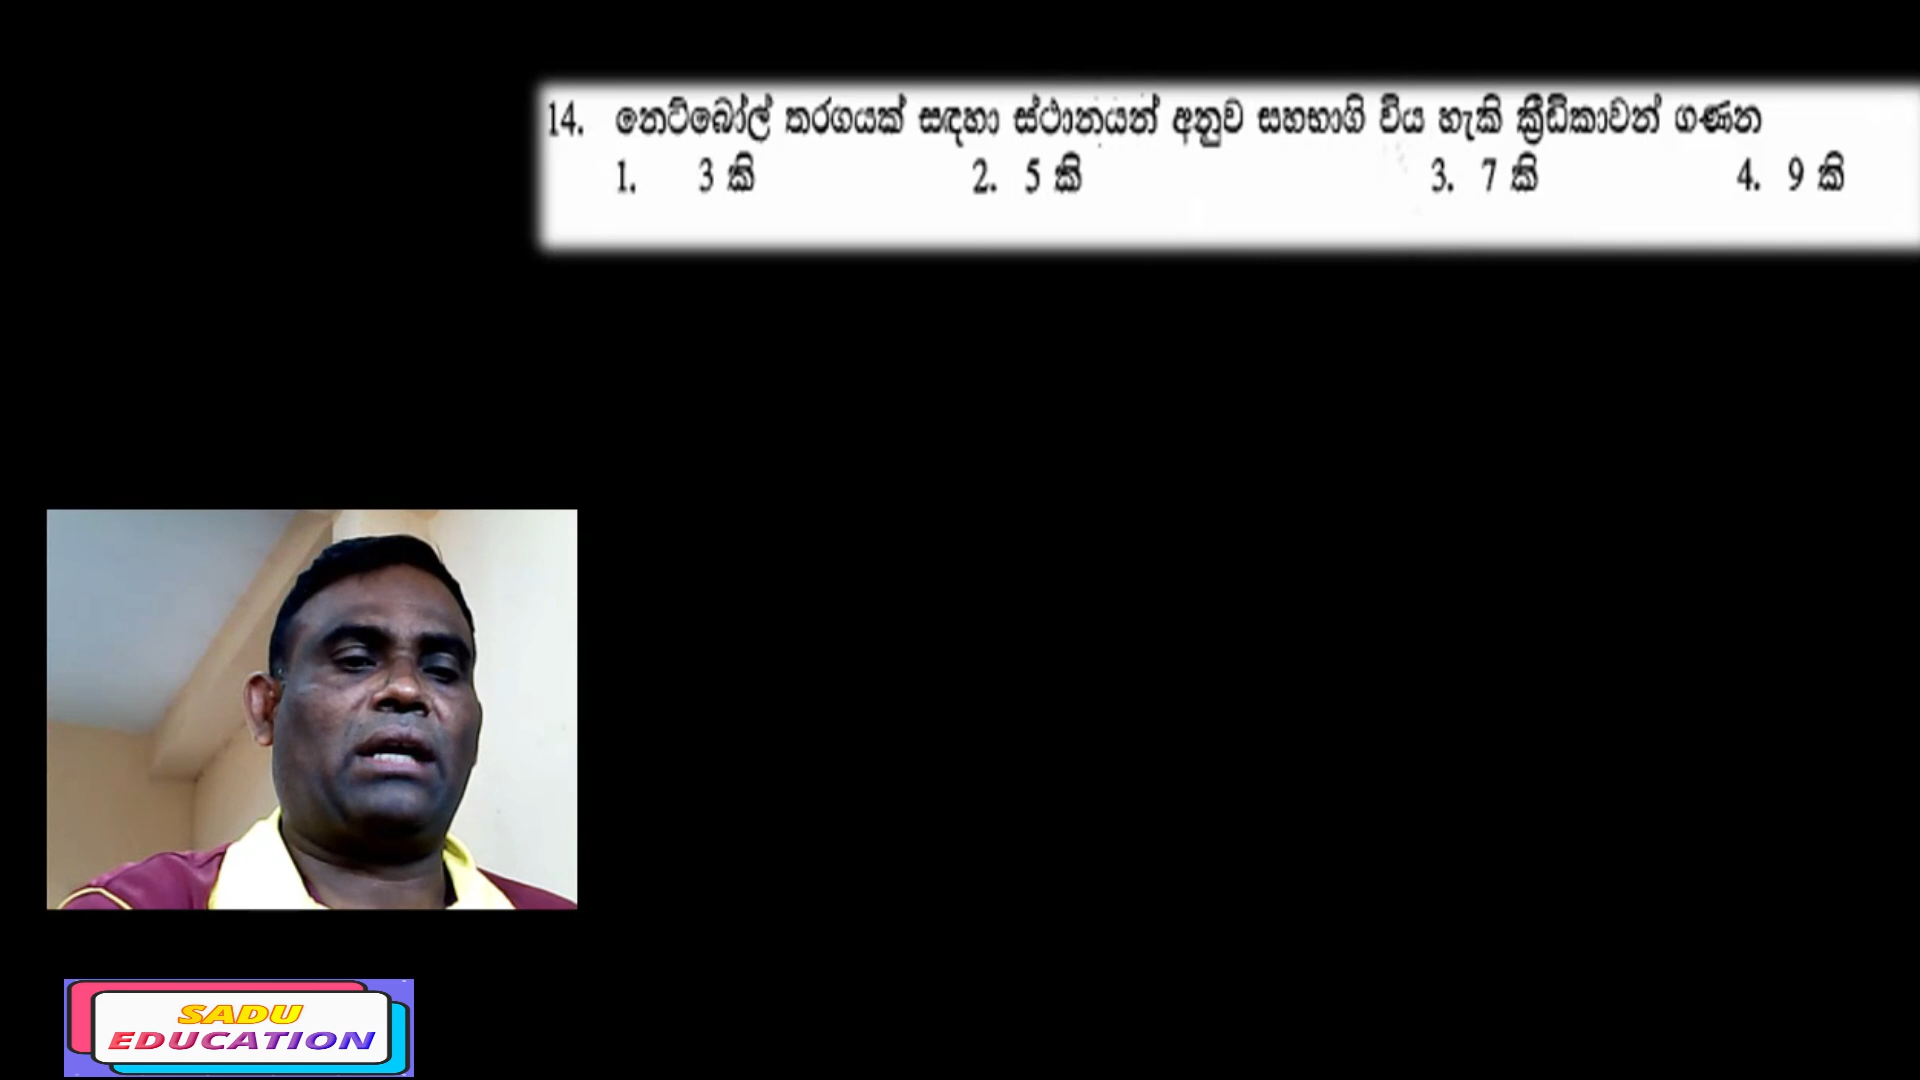 14. නෙට්බෝල් තරගයක් සඳහා ස්ථානයන් අනුව සහභාගි විය හැකි ක්‍රීඩිකාවන් ගණන
1. 3 කි 2. 5 කි 3. 7 කි 4. 9 කි
SADU
EDUCATION